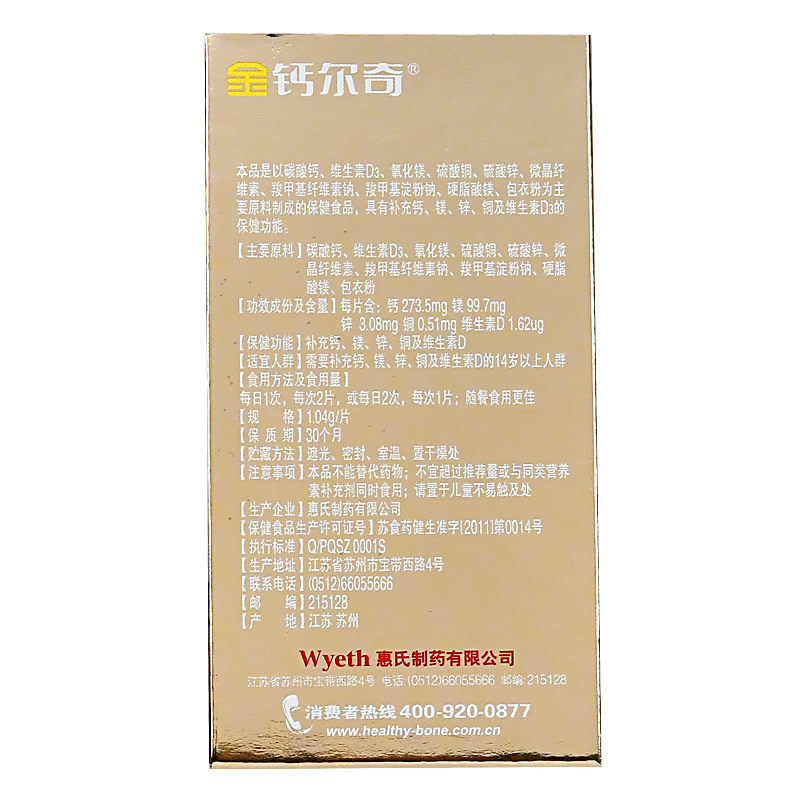 金钙尔奇®
本品是以碳酸钙、维生素D3、氧化镁、硫酸铜、硫酸锌、微晶纤
维素、羧甲基纤维素钠、羧甲基淀粉钠、硬脂酸镁、包衣粉为主
要原料制成的保健食品，具有补充钙、镁、锌、铜及维生素D3的
保健功能。
【主要原料】碳酸钙、维生素D3、氧化镁、硫酸铜、硫酸锌、微
晶纤维素、羧甲基纤维素钠、羧甲基淀粉钠、硬脂
酸镁、包衣粉
【功效成份及含量】每片含：钙 273.5mg 镁 99.7mg
锌 3.08mg 铜 0.51mg 维生素D 1.62ug
【保健功能】补充钙、镁、锌、铜及维生素D
【适宜人群】需要补充钙、镁、锌、铜及维生素D的14岁以上人群
【食用方法及食用量】
每日1次，每次2片，或每日2次，每次1片；随餐食用更佳
【规 格】1.04g/片
【保 质 期】30个月
【贮藏方法】遮光、密封、室温、置干燥处
【注意事项】本品不能替代药物；不宜超过推荐量或与同类营养
素补充剂同时食用；请置于儿童不易触及处
【生产企业】惠氏制药有限公司
【保健食品生产许可证号】苏食药健生准字[2011]第0014号
【执行标准】Q/PQSZ 0001S
【生产地址】江苏省苏州市宝带西路4号
【联系电话】(0512)66055666
【邮 编】215128
【产 地】江苏 苏州
Wyeth 惠氏制药有限公司
江苏省苏州市宝带西路4号 电话:(0512)66055666 邮编:215128
消费者热线 400-920-0877
www.healthy-bone.com.cn